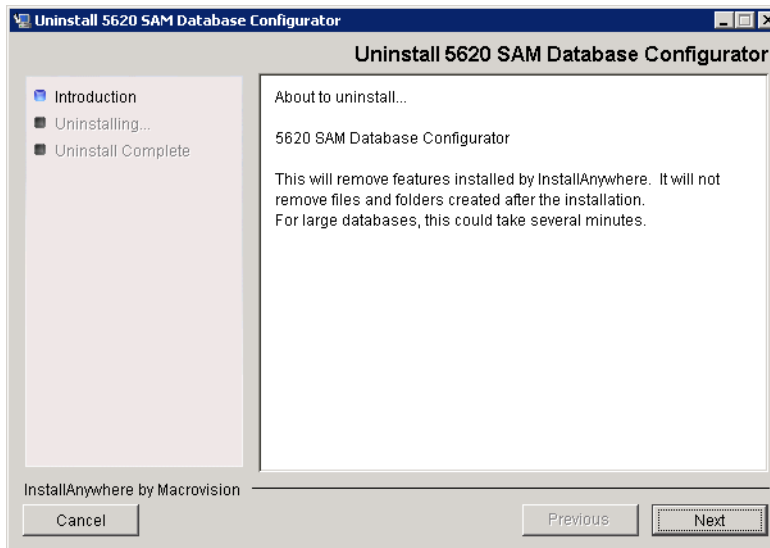 Uninstall 5620 SAM Database Configurator
Uninstall 5620 SAM Database Configurator
Introduction
Uninstalling...
Uninstall Complete
About to uninstall...
5620 SAM Database Configurator
This will remove features installed by InstallAnywhere. It will not
remove files and folders created after the installation.
For large databases, this could take several minutes.
InstallAnywhere by Macrovision
Cancel
Previous
Next